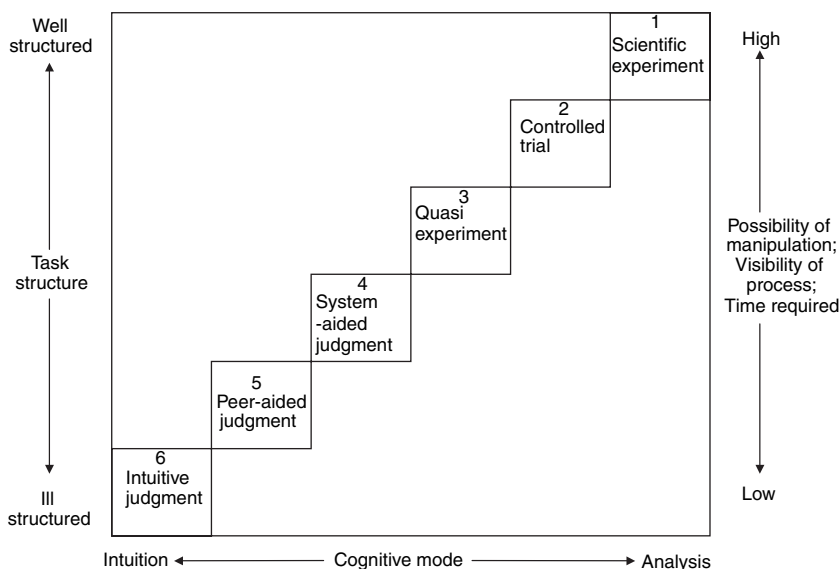 Well
structured
Task
structure
Ill
structured
1
Scientific
experiment
2
Controlled
trial
3
Quasi
experiment
4
System
-aided
judgment
5
Peer-aided
judgment
6
Intuitive
judgment
High
Possibility of
manipulation;
Visibility of
process;
Time required
Low
Intuition
Cognitive mode
Analysis